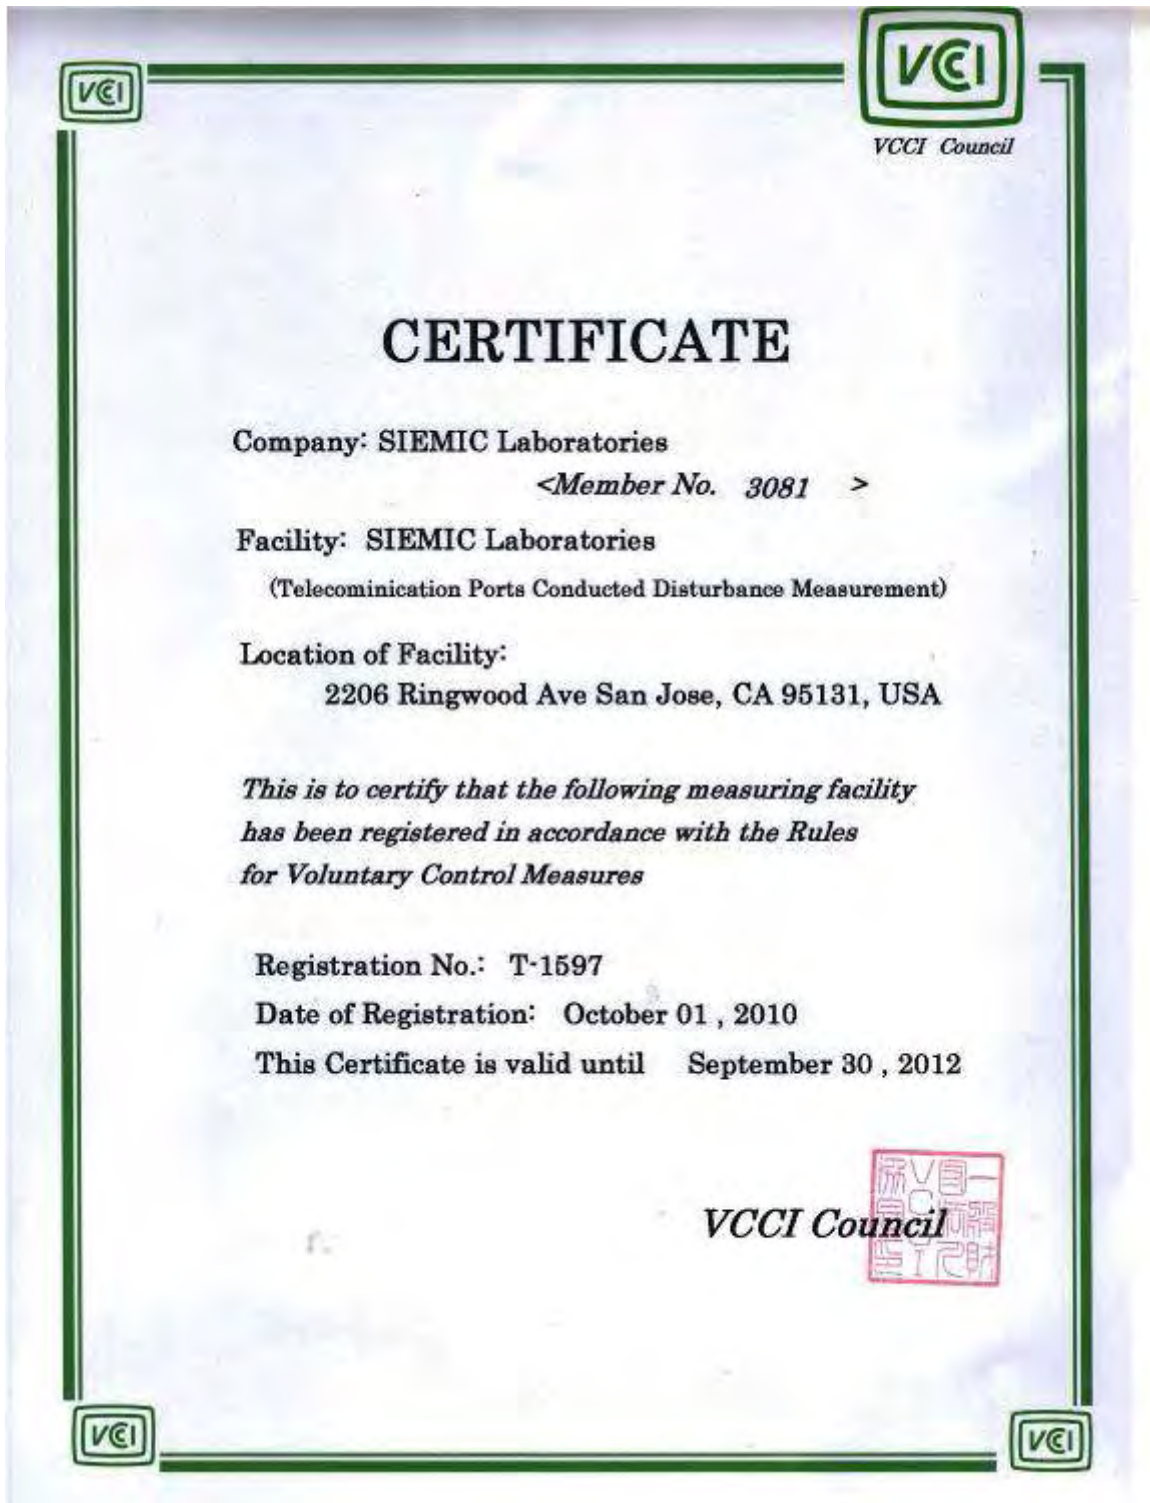 VCCI
VCCI
VCCI Council
CERTIFICATE
Company: SIEMIC Laboratories
<Member No. 3081 >
Facility: SIEMIC Laboratories
(Telecominication Ports Conducted Disturbance Measurement)
Location of Facility:
2206 Ringwood Ave San Jose, CA 95131, USA
This is to certify that the following measuring facility
has been registered in accordance with the Rules
for Voluntary Control Measures
Registration No.: T-1597
Date of Registration: October 01 , 2010
This Certificate is valid until September 30 , 2012
VCCI Council
VCCI
VCCI